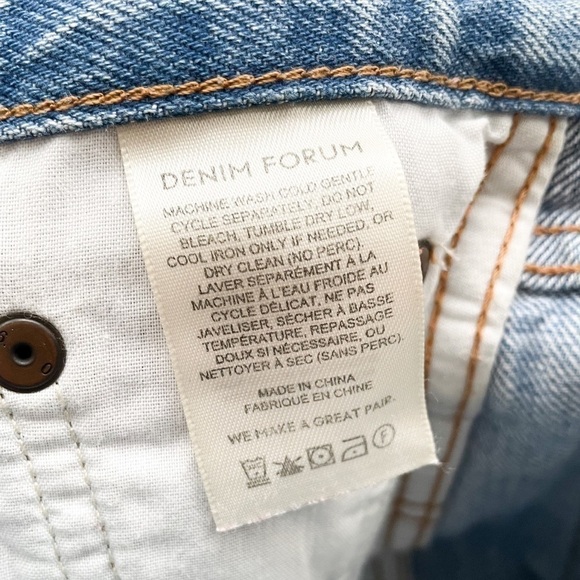 DENIM FORUM
MACHINE WASH COLD GENTLE
CYCLE SEPARATELY, DO NOT
BLEACH, TUMBLE DRY LOW,
COOL IRON ONLY IF NEEDED, OR
DRY CLEAN (NO PERC).
LAVER SÉPARÉMENT À LA
MACHINE À L'EAU FROIDE AU
CYCLE DÉLICAT, NE PAS
JAVELISER, SÉCHER À BASSE
TEMPÉRATURE, REPASSAGE
DOUX SI NÉCESSAIRE, OU
NETTOYER À SEC (SANS PERC).
MADE IN CHINA
FABRIQUÉ EN CHINE
WE MAKE A GREAT PAIR.
F